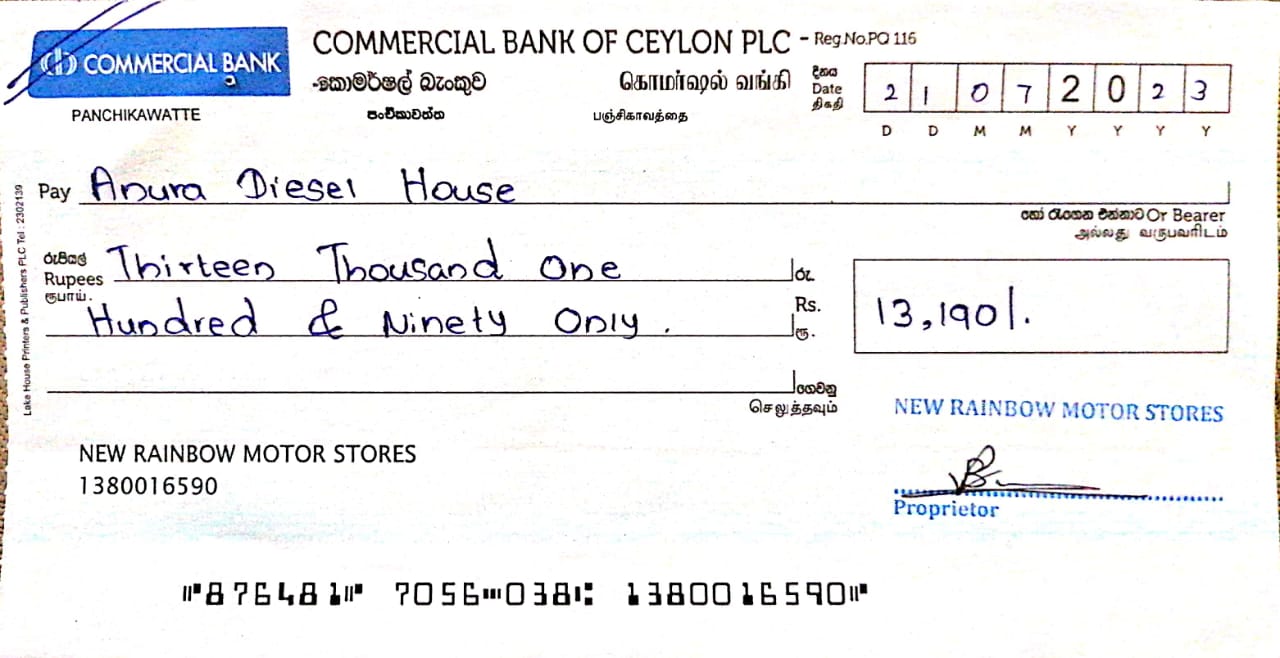 COMMERCIAL BANK
PANCHIKAWATTE
COMMERCIAL BANK OF CEYLON PLC - Reg.No.PQ 116
කොමර්ෂල් බැංකුව கொமர்ஷல் வங்கி
පංචිකාවත්ත பஞ்சிகாவத்தை
දිනය
Date
திகதி
2 1 0 7 2 0 2 3
D D M M Y Y Y Y
Pay Anura Diesel House
හෝ රැගෙන එන්නාට Or Bearer
அல்லது வருபவரிடம்
රුපියල්
Rupees Thirteen Thousand One
ரூபாய்.
Hundred & Ninety Only.
රු.
Rs.
ரூ.
13,190/.
ගෙවනු
செலுத்தவும்
Lake House Printers & Publishers PLC Tel : 2302139
NEW RAINBOW MOTOR STORES
Proprietor
NEW RAINBOW MOTOR STORES
1380016590
⑈876481⑈ 7056⑉038⑆ 1380016590⑈